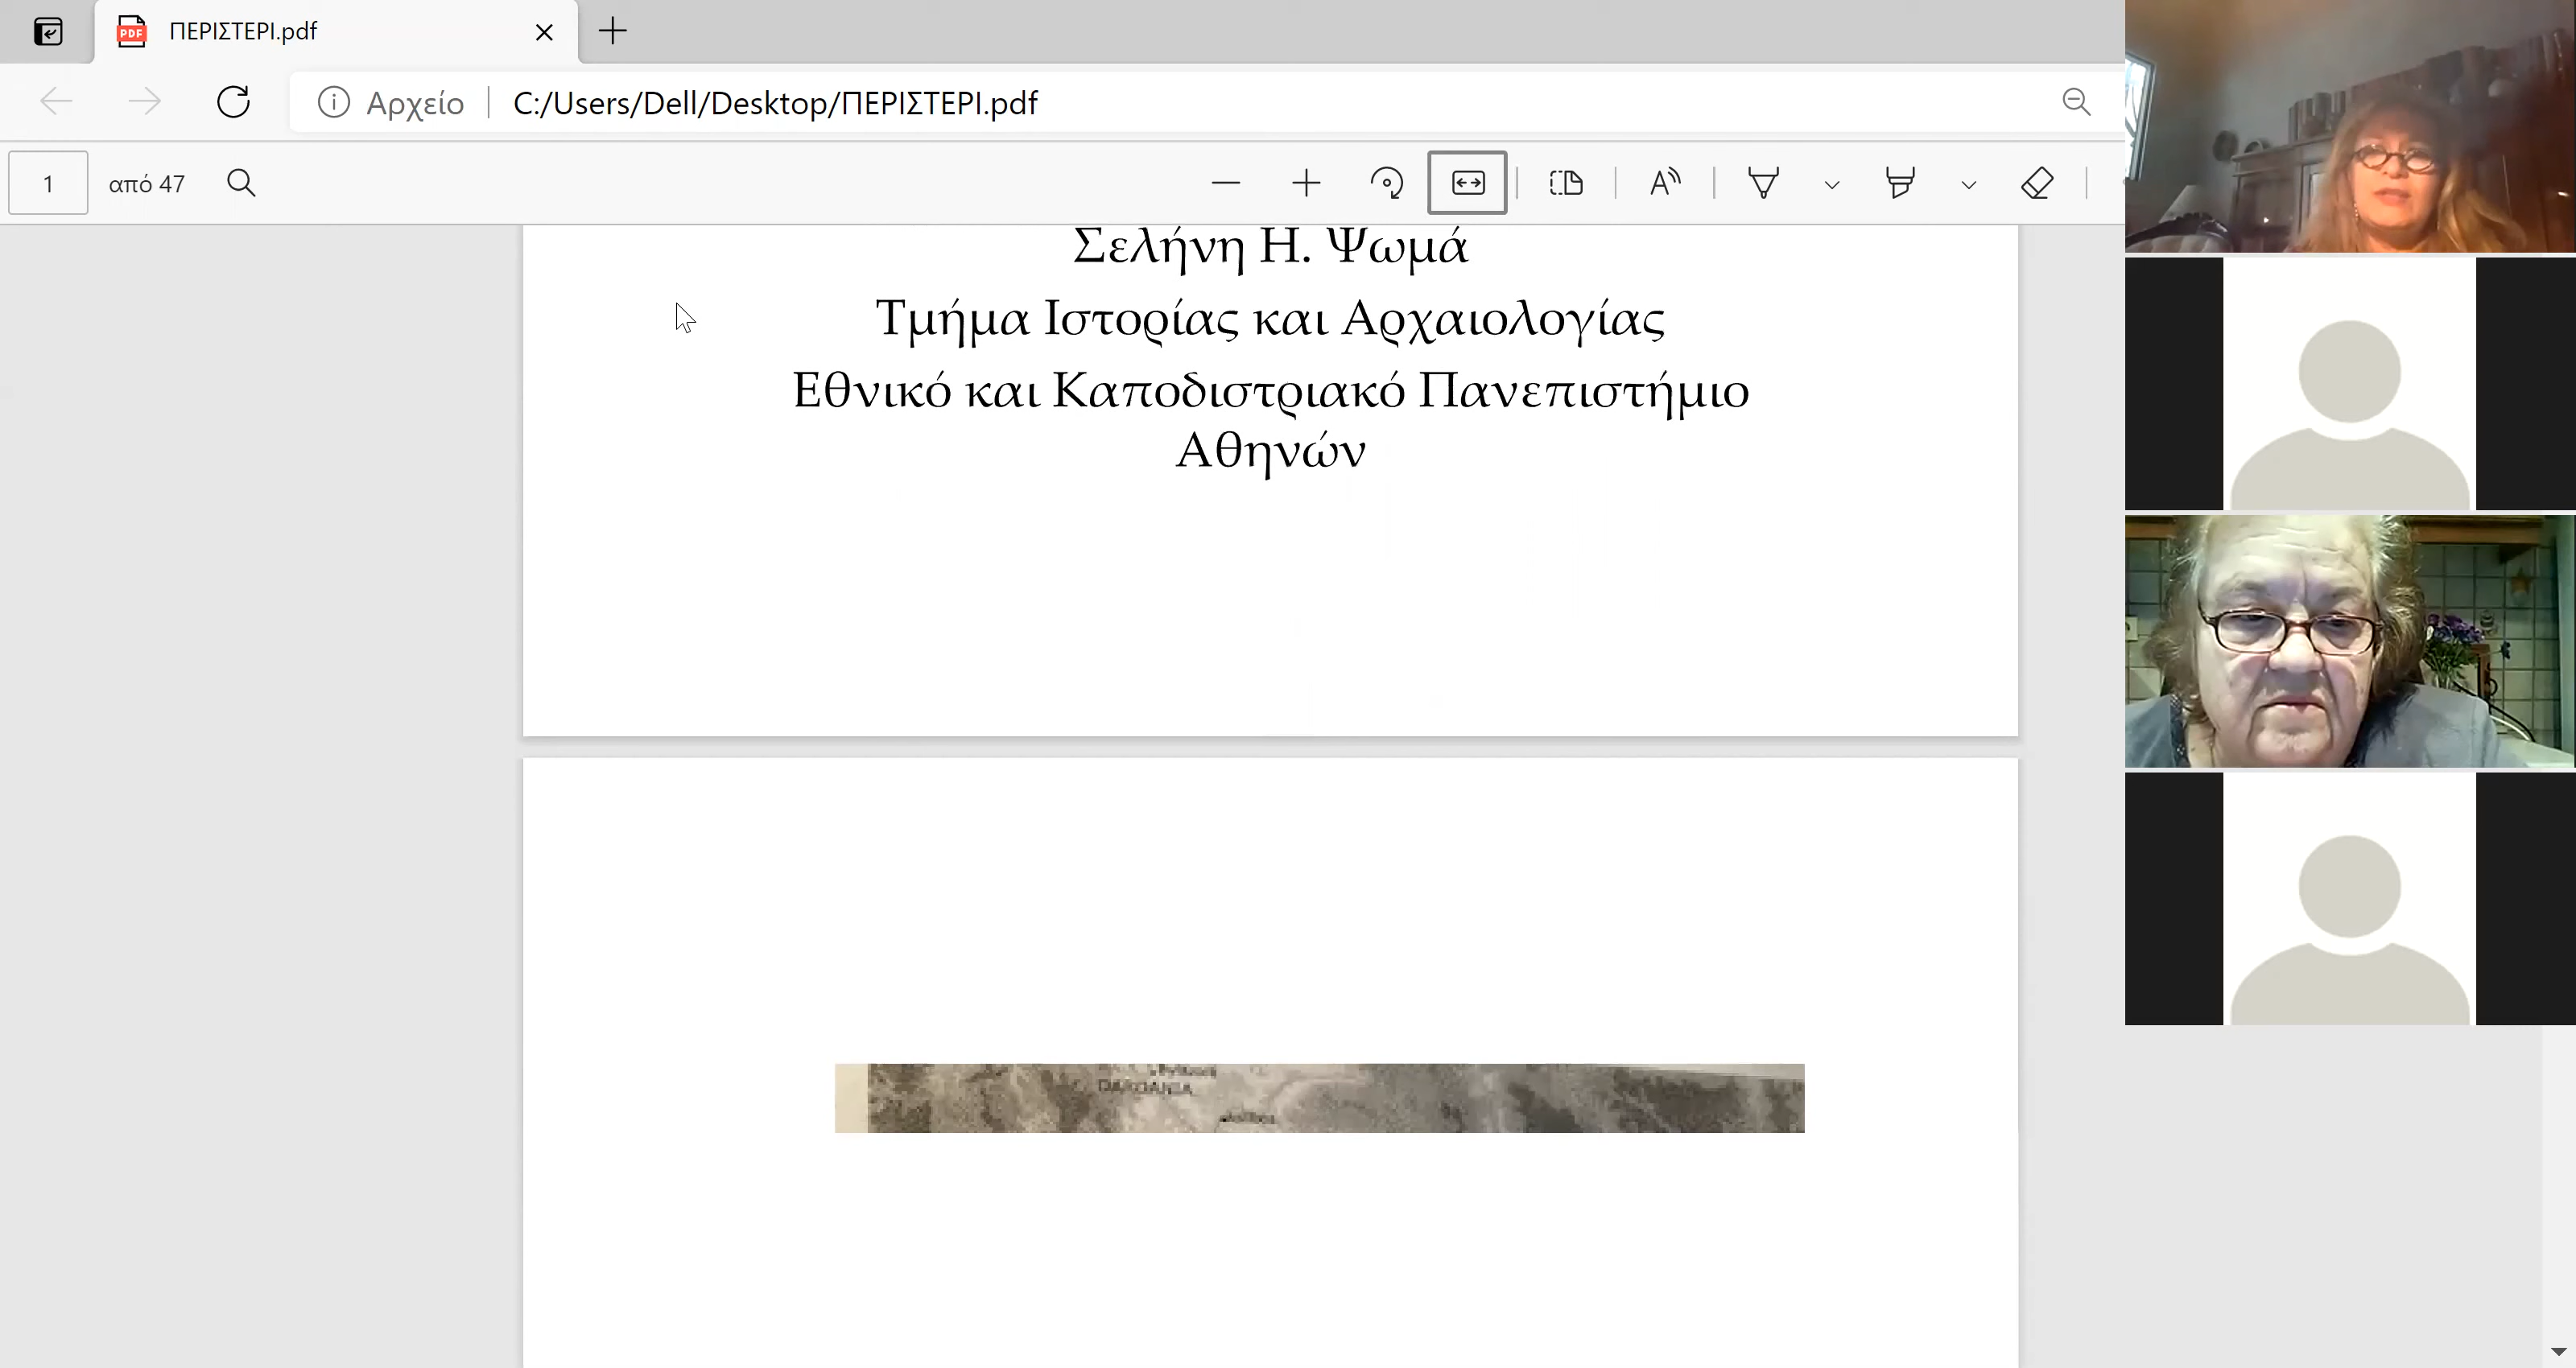 ΠΕΡΙΣΤΕΡΙ.pdf
Αρχείο C:/Users/Dell/Desktop/ΠΕΡΙΣΤΕΡΙ.pdf
1 από 47
Σελήνη Η. Ψωμά
Τμήμα Ιστορίας και Αρχαιολογίας
Εθνικό και Καποδιστριακό Πανεπιστήμιο
Αθηνών
DARDANIA